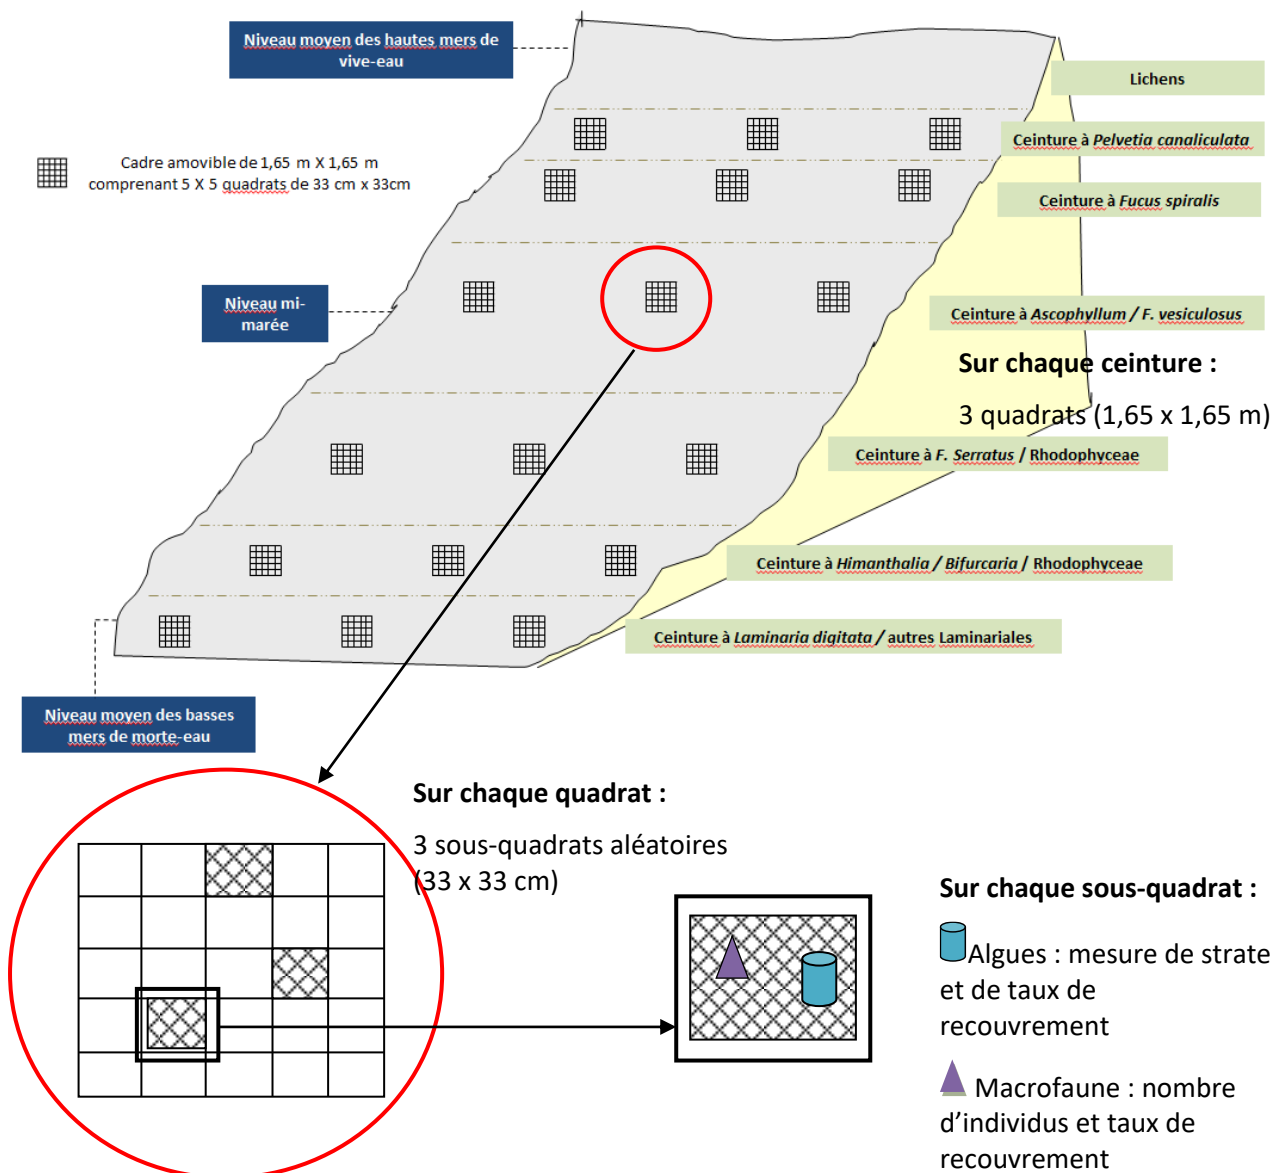 Niveau moyen des hautes mers de
vive-eau
Lichens
Ceinture à Pelvetia canaliculata
Cadre amovible de 1,65 m X 1,65 m
comprenant 5 X 5 quadrats de 33 cm x 33cm
Ceinture à Fucus spiralis
Niveau mi-
marée
Ceinture à Ascophyllum / F. vesiculosus
Sur chaque ceinture :
3 quadrats (1,65 x 1,65 m)
Ceinture à F. Serratus / Rhodophyceae
Ceinture à Himanthalia / Bifurcaria / Rhodophyceae
Ceinture à Laminaria digitata / autres Laminariales
Niveau moyen des basses
mers de morte-eau
Sur chaque quadrat :
3 sous-quadrats aléatoires
(33 x 33 cm)
Sur chaque sous-quadrat :
Algues : mesure de strate
et de taux de
recouvrement
Macrofaune : nombre
d’individus et taux de
recouvrement